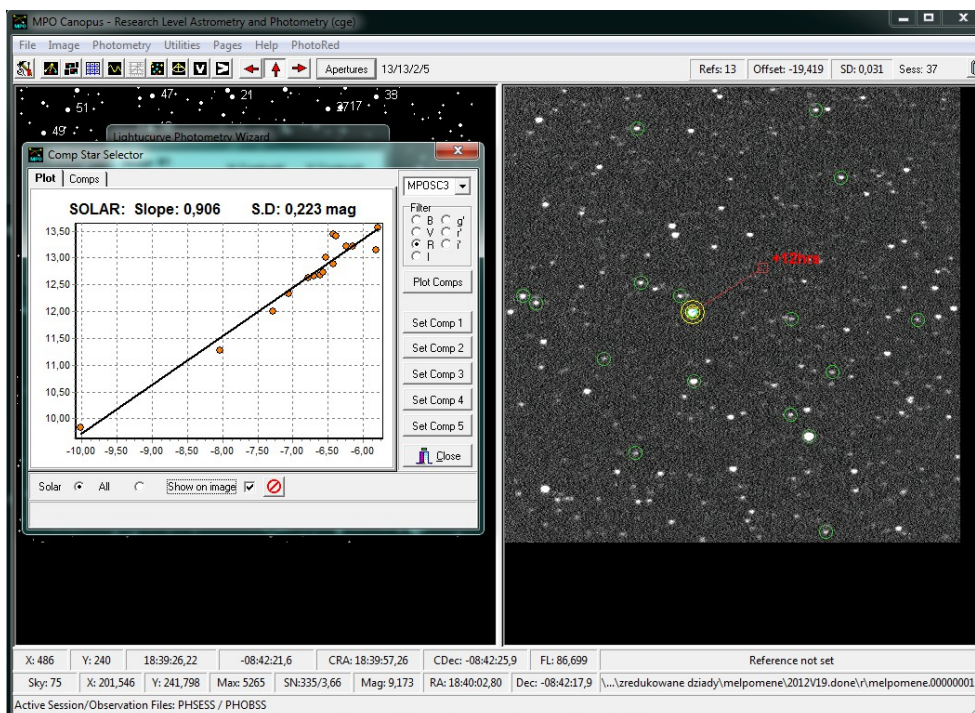 MPO Canopus - Research Level Astrometry and Photometry (cge)
File Image Photometry Utilities Pages Help PhotoRed
Apertures 13/13/2/5 Refs: 13 Offset: -19,419 SD: 0,031 Sess: 37
51 47 21 38
2717
49
Lightucurve Photometry Wizard
Comp Star Selector
Plot Comps
MPOSC3
SOLAR: Slope: 0,906 S.D: 0,223 mag
Filter
B g'
V r'
R i'
I
Plot Comps
Set Comp 1
Set Comp 2
Set Comp 3
Set Comp 4
Set Comp 5
Close
13,50
13,00
12,50
12,00
11,50
11,00
10,50
10,00
-10,00 -9,50 -9,00 -8,50 -8,00 -7,50 -7,00 -6,50 -6,00
Solar All Show on image
+12hrs
X: 486 Y: 240 18:39:26,22 -08:42:21,6 CRA: 18:39:57,26 CDec: -08:42:25,9 FL: 86,699 Reference not set
Sky: 75 X: 201,546 Y: 241,798 Max: 5265 SN:335/3,66 Mag: 9,173 RA: 18:40:02,80 Dec: -08:42:17,9 \...\zredukowane dziady\melpomene\2012V19.done\r\melpomene.00000001
Active Session/Observation Files: PHSESS / PHOBSS